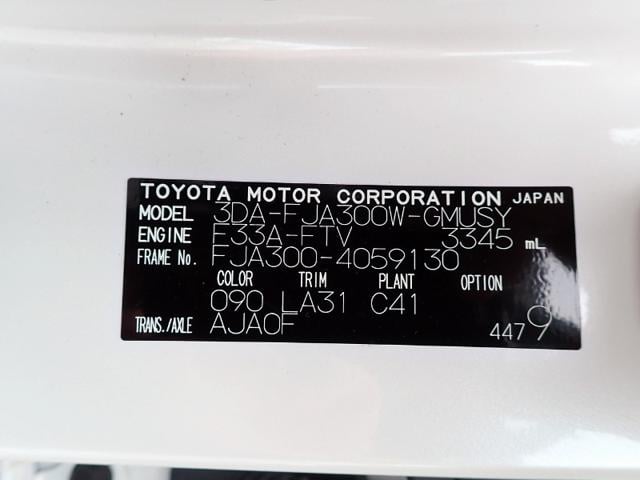 TOYOTA MOTOR CORPORATION JAPAN
MODEL 3DA-FJA300W-GMUSY
ENGINE F33A-FTV 3345 mL
FRAME No. FJA300-4059130
COLOR TRIM PLANT OPTION
090 LA31 C41
TRANS./AXLE AJA0F
4479